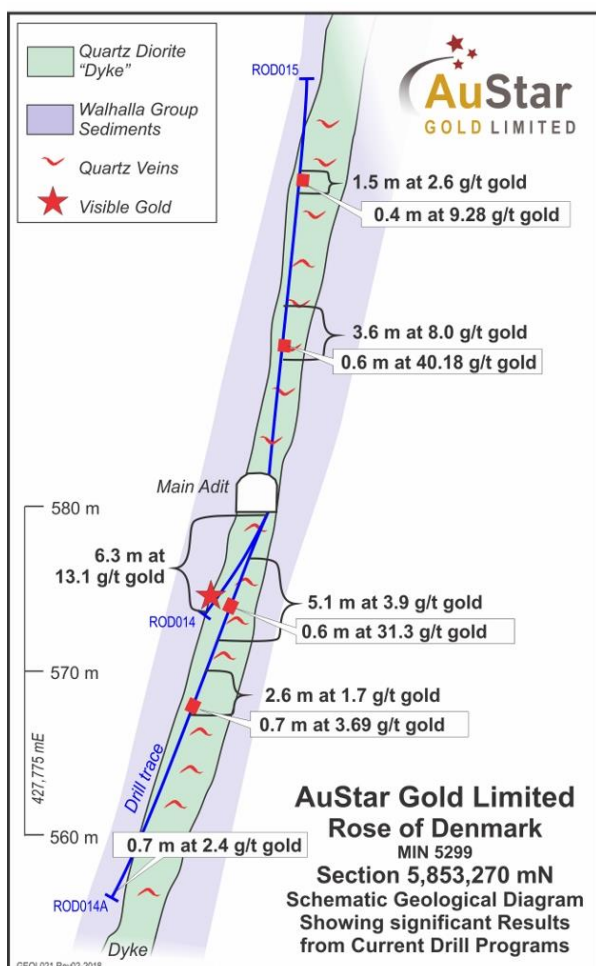 Quartz Diorite
“Dyke”
Walhalla Group
Sediments
Quartz Veins
Visible Gold
ROD015
AuStar
GOLD LIMITED
1.5 m at 2.6 g/t gold
0.4 m at 9.28 g/t gold
3.6 m at 8.0 g/t gold
0.6 m at 40.18 g/t gold
Main Adit
580 m
6.3 m at
13.1 g/t gold
5.1 m at 3.9 g/t gold
ROD014
0.6 m at 31.3 g/t gold
570 m
2.6 m at 1.7 g/t gold
0.7 m at 3.69 g/t gold
427,775 mE
Drill trace
560 m
0.7 m at 2.4 g/t gold
ROD014A
Dyke
AuStar Gold Limited
Rose of Denmark
MIN 5299
Section 5,853,270 mN
Schematic Geological Diagram
Showing significant Results
from Current Drill Programs